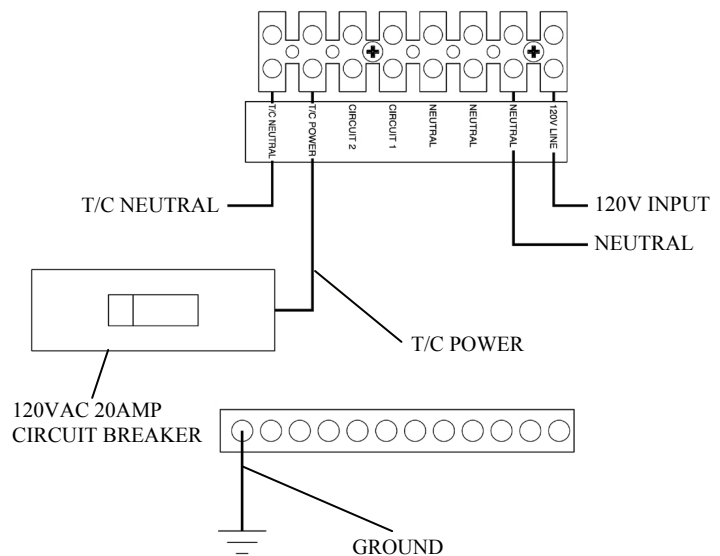 T/C NEUTRAL
T/C POWER
CIRCUIT 2
CIRCUIT 1
NEUTRAL
NEUTRAL
NEUTRAL
120V LINE
T/C NEUTRAL
120V INPUT
NEUTRAL
T/C POWER
120VAC 20AMP
CIRCUIT BREAKER
GROUND